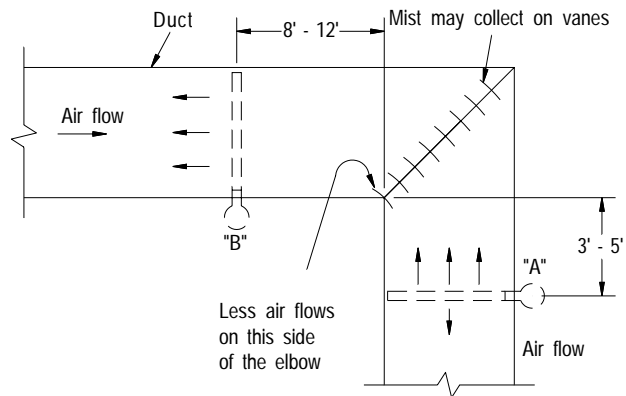 Duct
8' - 12'
Mist may collect on vanes
Air flow
"B"
3' - 5'
"A"
Less air flows
on this side
of the elbow
Air flow